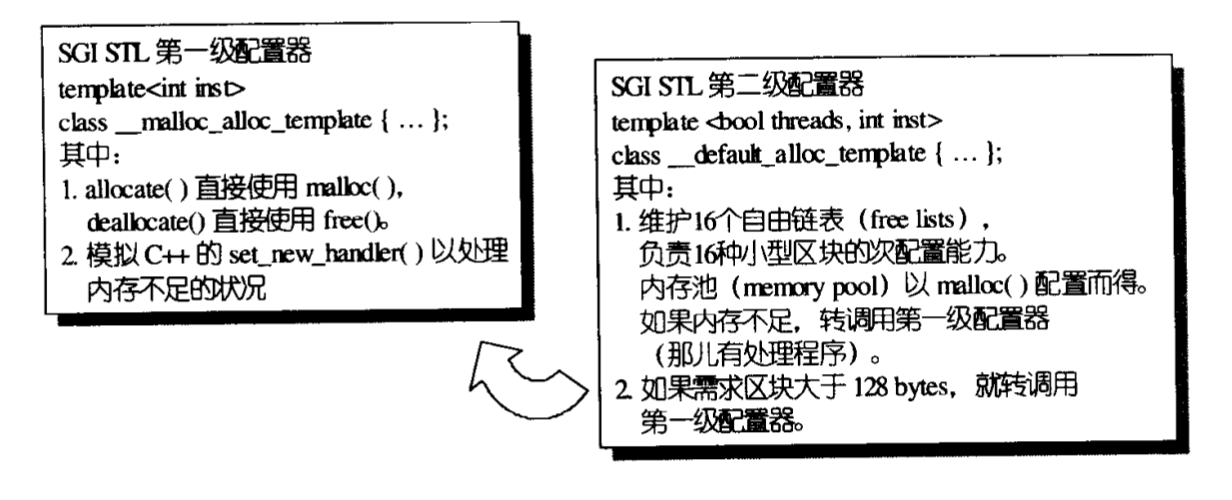 SGI STL 第一级配置器
template<int inst>
class __malloc_alloc_template { … };
其中：
1. allocate( ) 直接使用 malloc( )，
deallocate() 直接使用 free()。
2. 模拟 C++ 的 set_new_handler( ) 以处理
内存不足的状况
SGI STL 第二级配置器
template <bool threads, int inst>
class __default_alloc_template { … };
其中：
1. 维护16个自由链表（free lists），
负责16种小型区块的次配置能力。
内存池（memory pool）以 malloc( ) 配置而得。
如果内存不足，转调用第一级配置器
（那儿有处理程序）。
2. 如果需求区块大于 128 bytes，就转调用
第一级配置器。